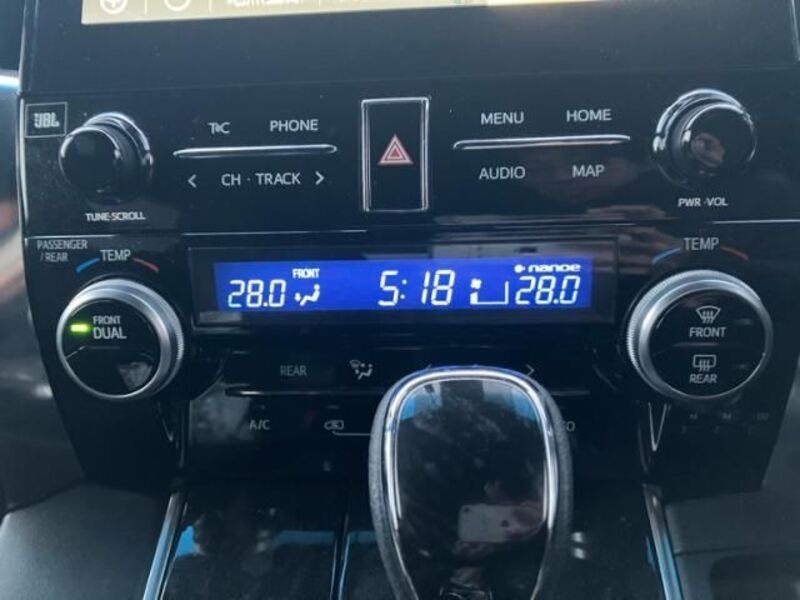 JBL
T&C PHONE
MENU HOME
< CH · TRACK >
AUDIO MAP
TUNE·SCROLL
PWR ·VOL
PASSENGER
/ REAR
TEMP
TEMP
FRONT
DUAL
28.0 FRONT 5:18 nanoe 28.0
FRONT
REAR
REAR
A/C